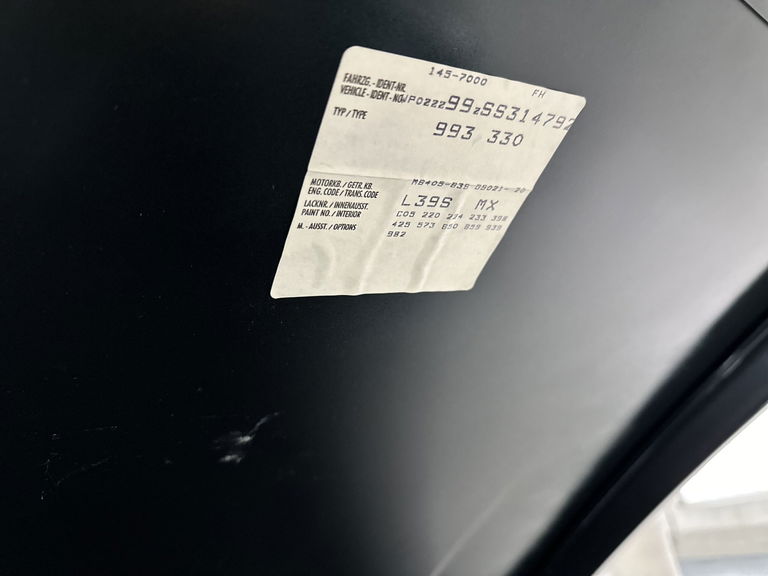 145-7000 FH
FAHRZG.-IDENT-NR.
VEHICLE-IDENT-NO. WP0ZZZ99ZSS314792
TYP/TYPE 993 330
MOTORKB./GETR.KB.
ENG. CODE/TRANS.CODE
LACKNR./INNENAUSST. L39S MX
PAINT NO./INTERIOR C05 220 224 233 398
M.-AUSST./OPTIONS 425 573 650 659 939
982